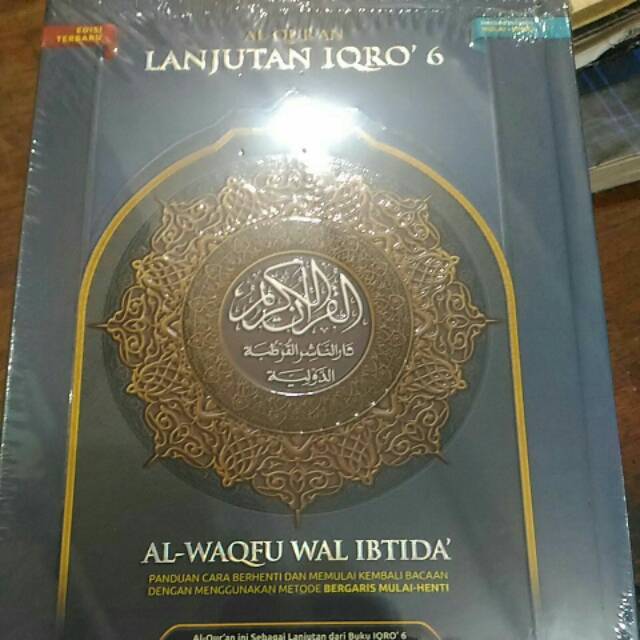 EDISI
TERBARU
AL-QUR'AN
LANJUTAN IQRO' 6
القرآن الكريم
دار الناشر القرطبة
الدولية
AL-WAQFU WAL IBTIDA'
PANDUAN CARA BERHENTI DAN MEMULAI KEMBALI BACAAN
DENGAN MENGGUNAKAN METODE BERGARIS MULAI-HENTI
Al-Qur'an ini Sebagai Lanjutan dari Buku IQRO' 6